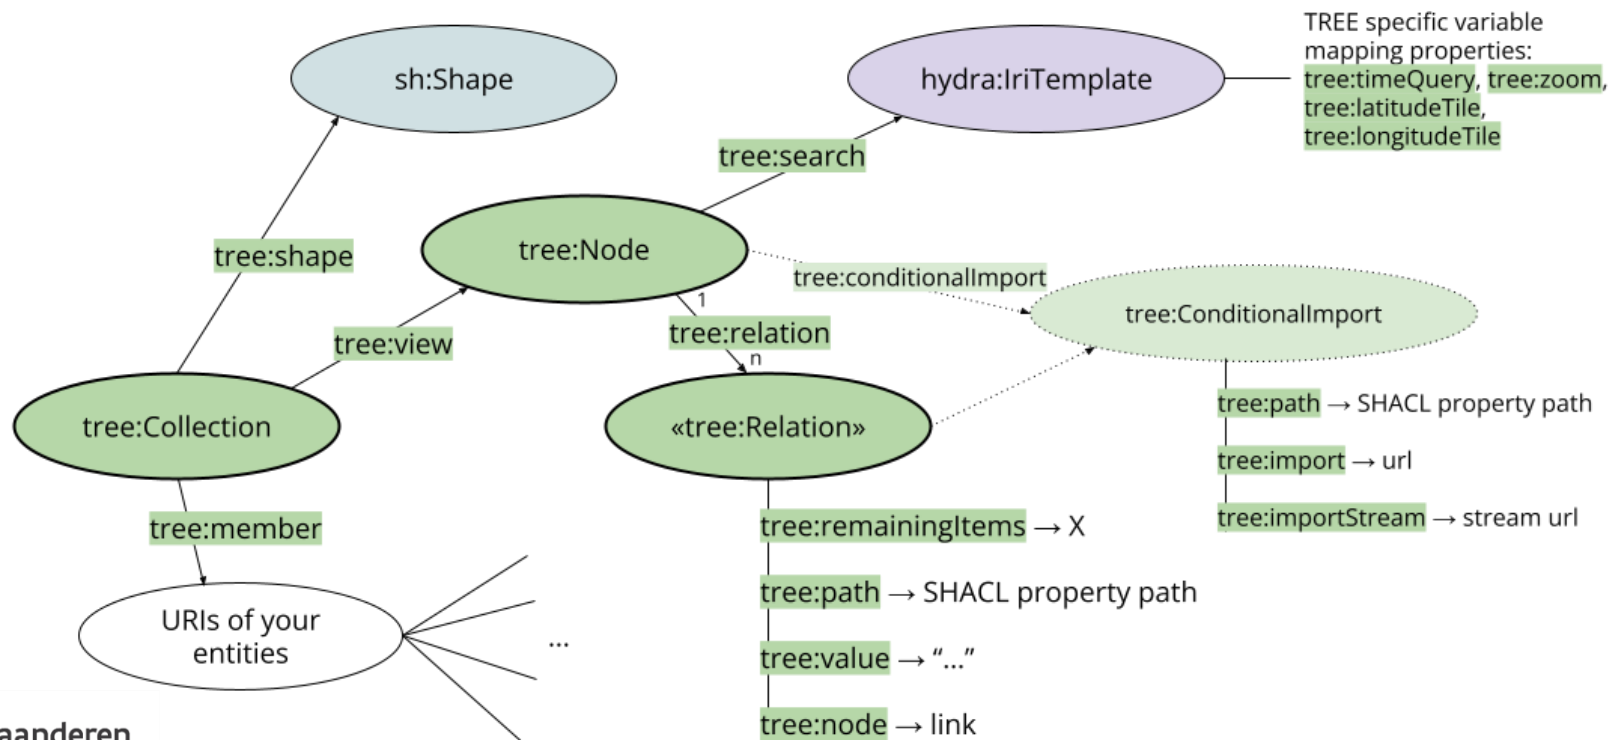 TREE specific variable
mapping properties:
tree:timeQuery, tree:zoom,
tree:latitudeTile,
tree:longitudeTile
sh:Shape
hydra:IriTemplate
tree:search
tree:Node
tree:shape
tree:conditionalImport
tree:ConditionalImport
1
tree:relation
n
tree:view
tree:Collection
«tree:Relation»
tree:path → SHACL property path
tree:import → url
tree:importStream → stream url
tree:member
tree:remainingItems → X
tree:path → SHACL property path
tree:value → “...”
tree:node → link
URIs of your
entities
...
aanderen